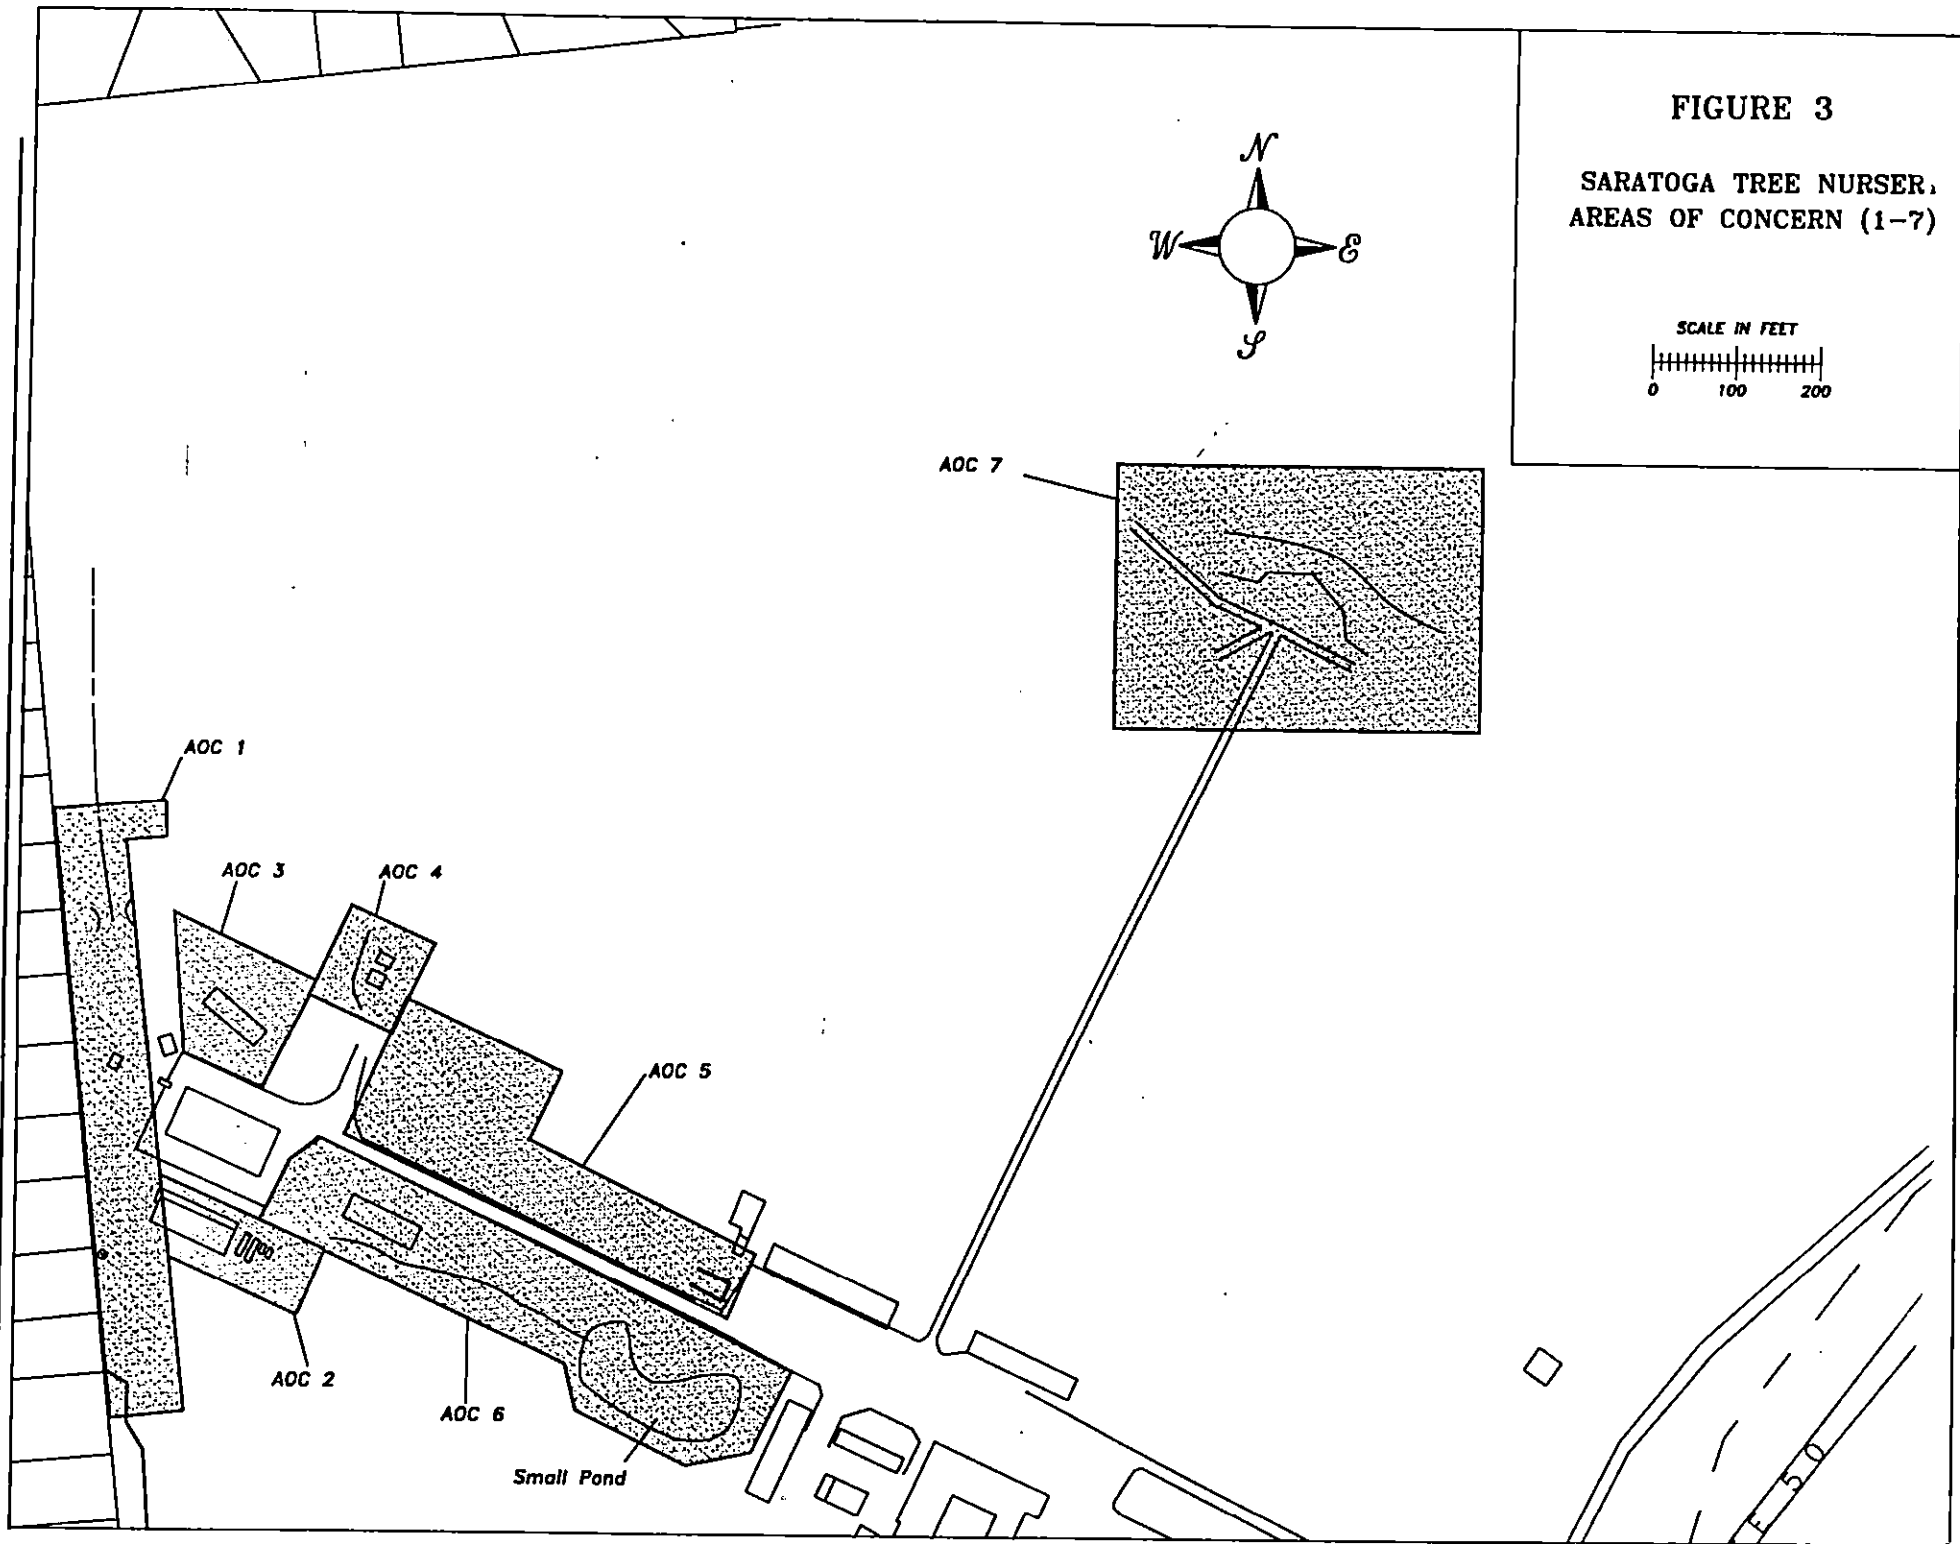 FIGURE 3
SARATOGA TREE NURSER
AREAS OF CONCERN (1-7)
N
W
E
S
SCALE IN FEET
0 100 200
AOC 7
AOC 1
AOC 3
AOC 4
AOC 5
AOC 2
AOC 6
Small Pond
E 50